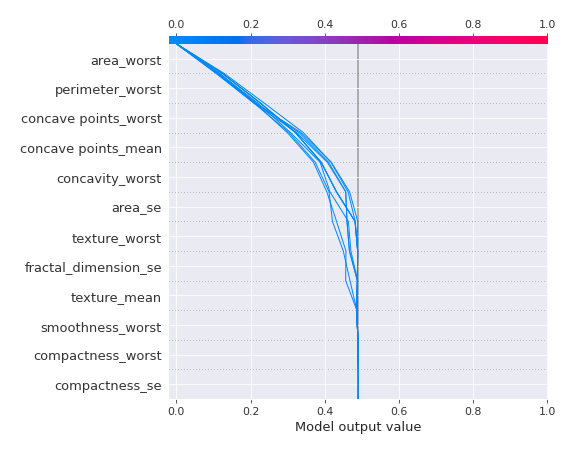 0.0 0.2 0.4 0.6 0.8 1.0
area_worst
perimeter_worst
concave points_worst
concave points_mean
concavity_worst
area_se
texture_worst
fractal_dimension_se
texture_mean
smoothness_worst
compactness_worst
compactness_se
0.0 0.2 0.4 0.6 0.8 1.0
Model output value